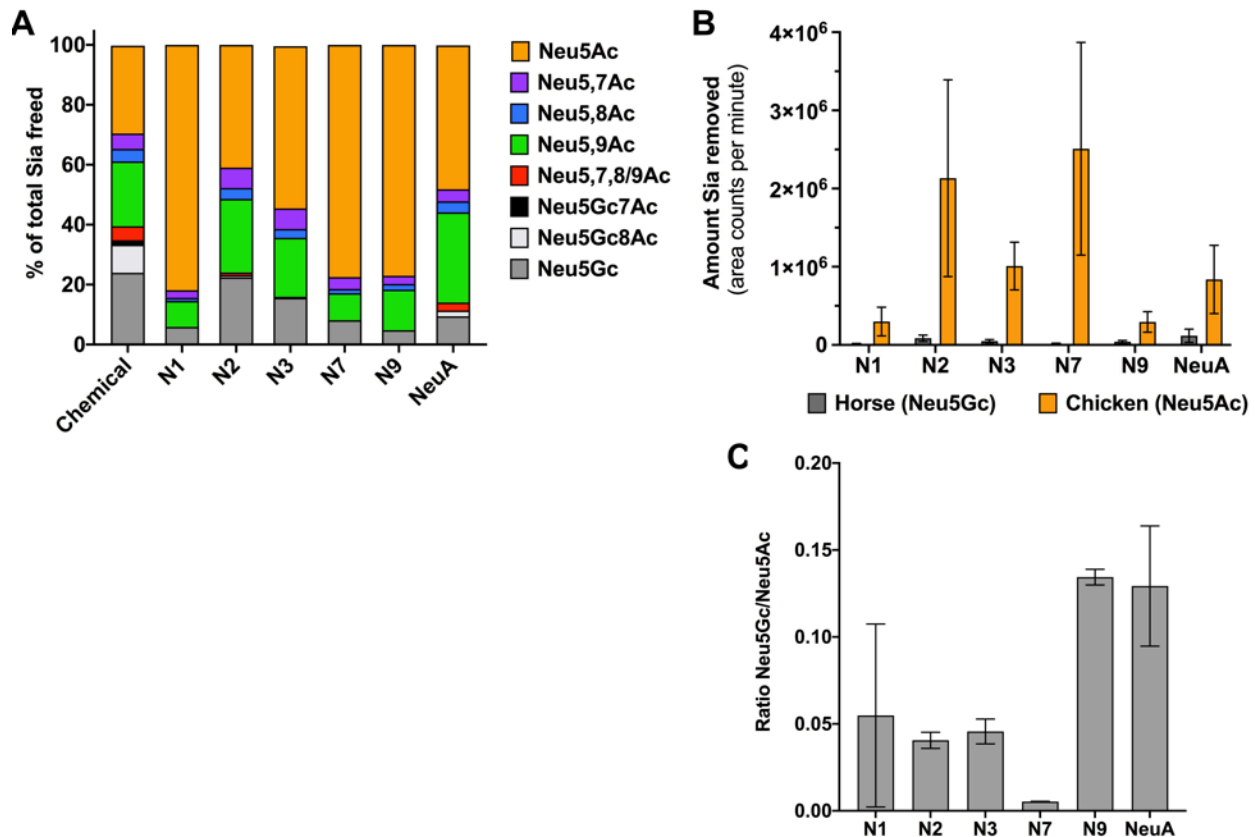 A
% of total Sia freed
100
80
60
40
20
0
Chemical
N1
N2
N3
N7
N9
NeuA
Neu5Ac
Neu5,7Ac
Neu5,8Ac
Neu5,9Ac
Neu5,7,8/9Ac
Neu5Gc7Ac
Neu5Gc8Ac
Neu5Gc
B
Amount Sia removed
(area counts per minute)
4×10⁶
3×10⁶
2×10⁶
1×10⁶
0
N1
N2
N3
N7
N9
NeuA
Horse (Neu5Gc)
Chicken (Neu5Ac)
C
Ratio Neu5Gc/Neu5Ac
0.20
0.15
0.10
0.05
0.00
N1
N2
N3
N7
N9
NeuA